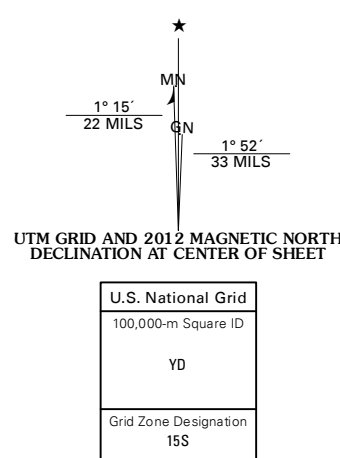 ★
MN
1° 15´
22 MILS
GN
1° 52´
33 MILS
UTM GRID AND 2012 MAGNETIC NORTH
DECLINATION AT CENTER OF SHEET
U.S. National Grid
100,000-m Square ID
YD
Grid Zone Designation
15S